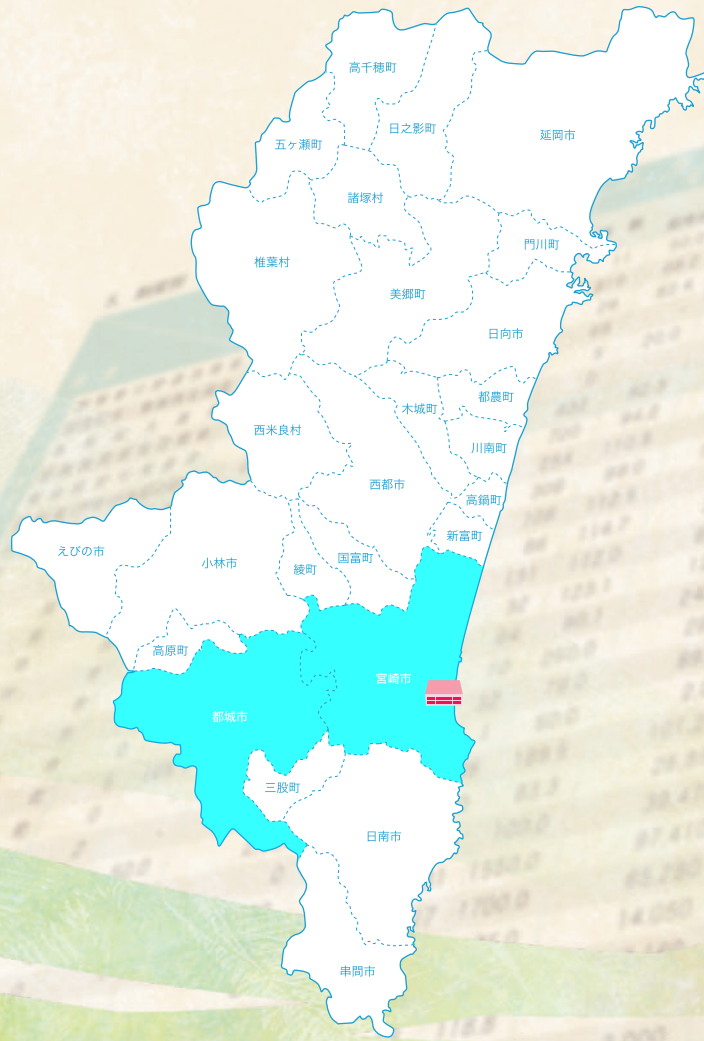 高千穂町
日之影町
延岡市
五ヶ瀬町
諸塚村
門川町
椎葉村
美郷町
日向市
都農町
木城町
西米良村
川南町
西都市
高鍋町
新富町
えびの市
小林市
国富町
綾町
高原町
宮崎市
都城市
三股町
日南市
串間市